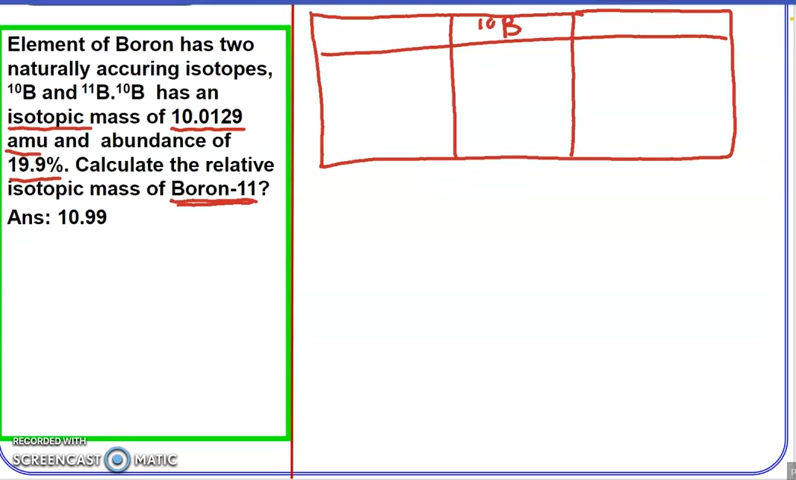 Element of Boron has two
naturally accuring isotopes,
¹⁰B and ¹¹B.¹⁰B has an
isotopic mass of 10.0129
amu and abundance of
19.9%. Calculate the relative
isotopic mass of Boron-11?
Ans: 10.99
¹⁰B
RECORDED WITH
SCREENCAST MATIC